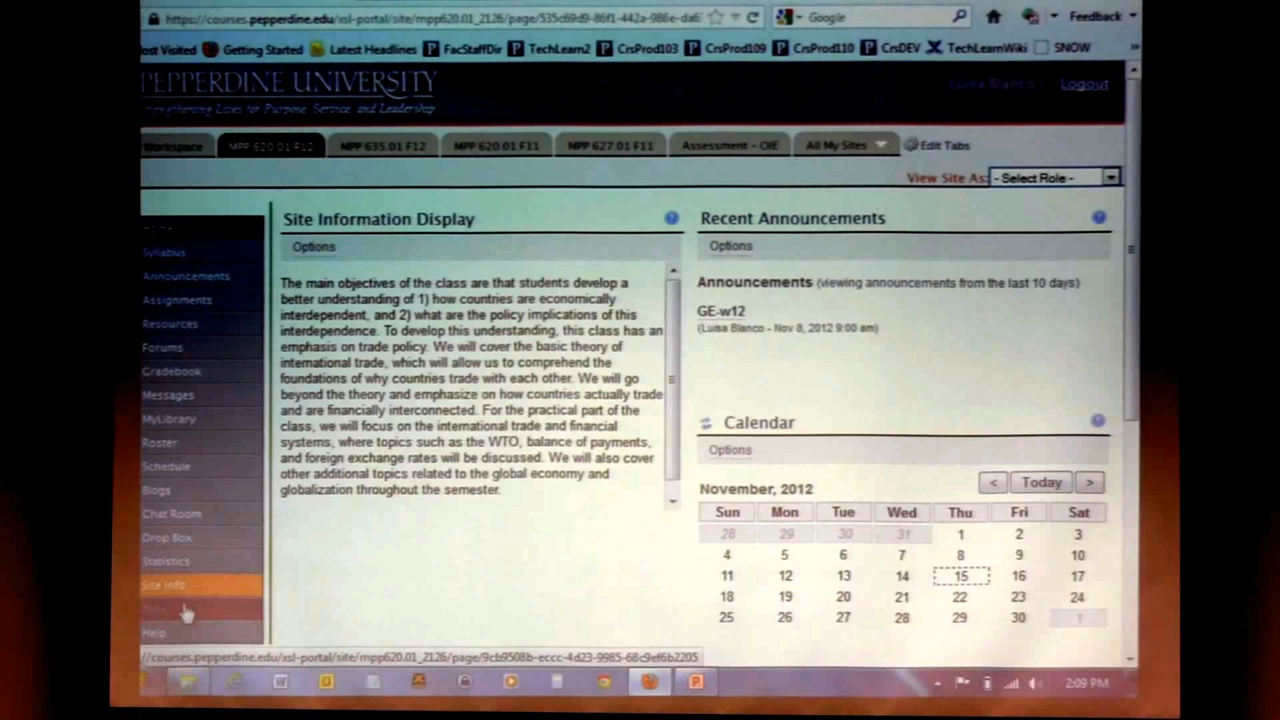 https://courses.pepperdine.edu/xsl-portal/site/mpp620.01_2126/page/535c69d9-86f1-442a-986e-da6
Google
Feedback
ost Visited Getting Started Latest Headlines FacStaffDir TechLearn2 CrsProd103 CrsProd109 CrsProd110 CrsDEV TechLearnWiki SNOW »
PEPPERDINE UNIVERSITY
Luisa Blanco Logout
trengthening Lives for Purpose, Service, and Leadership
Workspace MPP 620.01 F12 MPP 635.01 F12 MPP 620.01 F11 MPP 627.01 F11 Assessment - OIE All My Sites Edit Tabs
View Site As: - Select Role -
Home
Syllabus
Announcements
Assignments
Resources
Forums
Gradebook
Messages
MyLibrary
Roster
Schedule
Blogs
Chat Room
Drop Box
Statistics
Site Info
Help
Site Information Display
Options
The main objectives of the class are that students develop a
better understanding of 1) how countries are economically
interdependent, and 2) what are the policy implications of this
interdependence. To develop this understanding, this class has an
emphasis on trade policy. We will cover the basic theory of
international trade, which will allow us to comprehend the
foundations of why countries trade with each other. We will go
beyond the theory and emphasize on how countries actually trade
and are financially interconnected. For the practical part of the
class, we will focus on the international trade and financial
systems, where topics such as the WTO, balance of payments,
and foreign exchange rates will be discussed. We will also cover
other additional topics related to the global economy and
globalization throughout the semester.
Recent Announcements
Options
Announcements (viewing announcements from the last 10 days)
GE-w12
(Luisa Blanco - Nov 8, 2012 9:00 am)
Calendar
Options
November, 2012 < Today >
Sun Mon Tue Wed Thu Fri Sat
28 29 30 31 1 2 3
4 5 6 7 8 9 10
11 12 13 14 15 16 17
18 19 20 21 22 23 24
25 26 27 28 29 30 1
//courses.pepperdine.edu/xsl-portal/site/mpp620.01_2126/page/9cb9508b-eccc-4d23-9985-68c9ef6b2205
2:09 PM